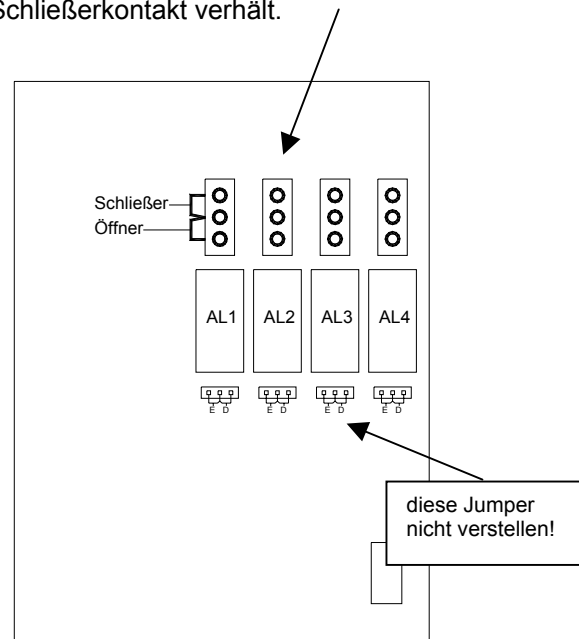 Schließerkontakt verhält.
Schließer
Öffner
AL1 AL2 AL3 AL4
E D E D E D E D
diese Jumper
nicht verstellen!